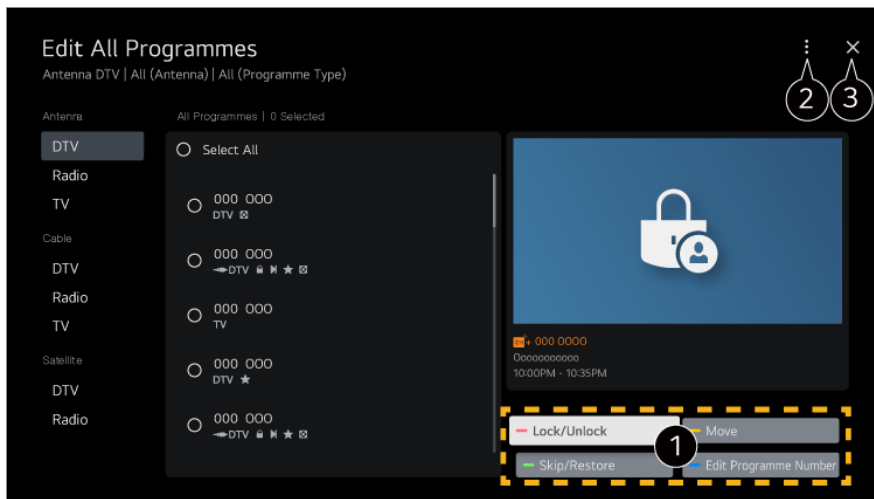 Edit All Programmes
Antenna DTV | All (Antenna) | All (Programme Type)
2
3
Antenna
DTV
Radio
TV
Cable
DTV
Radio
TV
Satellite
DTV
Radio
All Programmes | 0 Selected
Select All
000 000
DTV
000 000
DTV
000 000
TV
000 000
DTV
000 000
DTV
+ 000 0000
Ooooooooooo
10:00PM - 10:35PM
Lock/Unlock
Move
1
Skip/Restore
Edit Programme Number